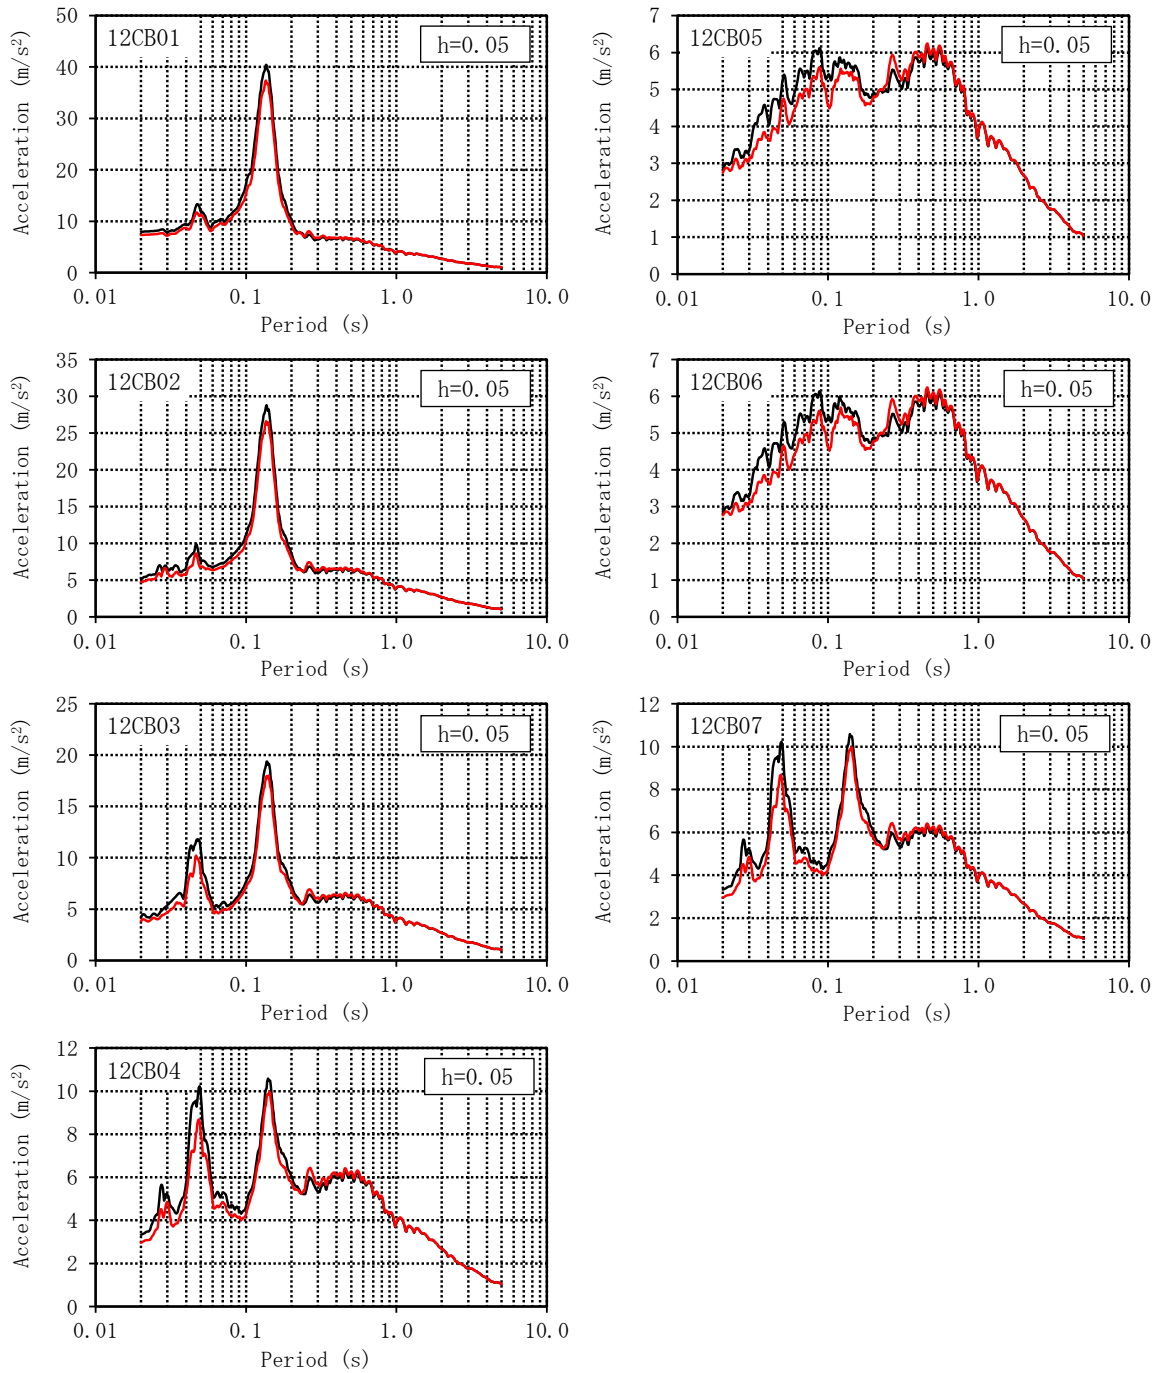 12CB01
h=0.05
Acceleration (m/s²)
50
40
30
20
10
0
0.01
0.1
1.0
10.0
Period (s)
12CB05
h=0.05
Acceleration (m/s²)
7
6
5
4
3
2
1
0
0.01
0.1
1.0
10.0
Period (s)
12CB02
h=0.05
Acceleration (m/s²)
35
30
25
20
15
10
5
0
0.01
0.1
1.0
10.0
Period (s)
12CB06
h=0.05
Acceleration (m/s²)
7
6
5
4
3
2
1
0
0.01
0.1
1.0
10.0
Period (s)
12CB03
h=0.05
Acceleration (m/s²)
25
20
15
10
5
0
0.01
0.1
1.0
10.0
Period (s)
12CB07
h=0.05
Acceleration (m/s²)
12
10
8
6
4
2
0
0.01
0.1
1.0
10.0
Period (s)
12CB04
h=0.05
Acceleration (m/s²)
12
10
8
6
4
2
0
0.01
0.1
1.0
10.0
Period (s)